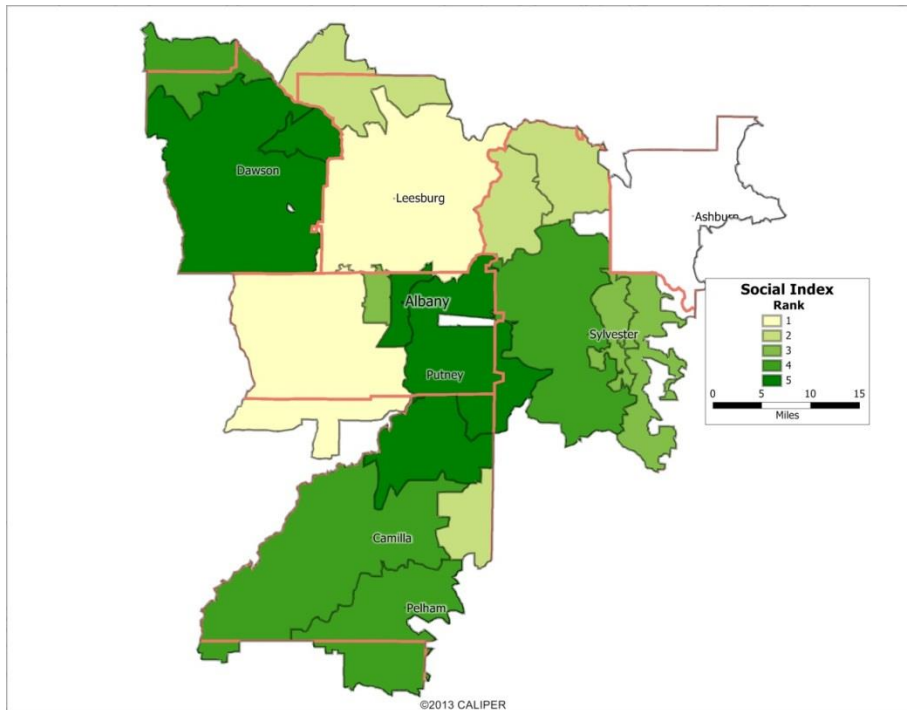 Dawson
Leesburg
Ashburn
Social Index
Rank
1
2
3
4
5
0 5 10 15
Miles
Albany
Sylvester
Putney
Camilla
Pelham
©2013 CALIPER